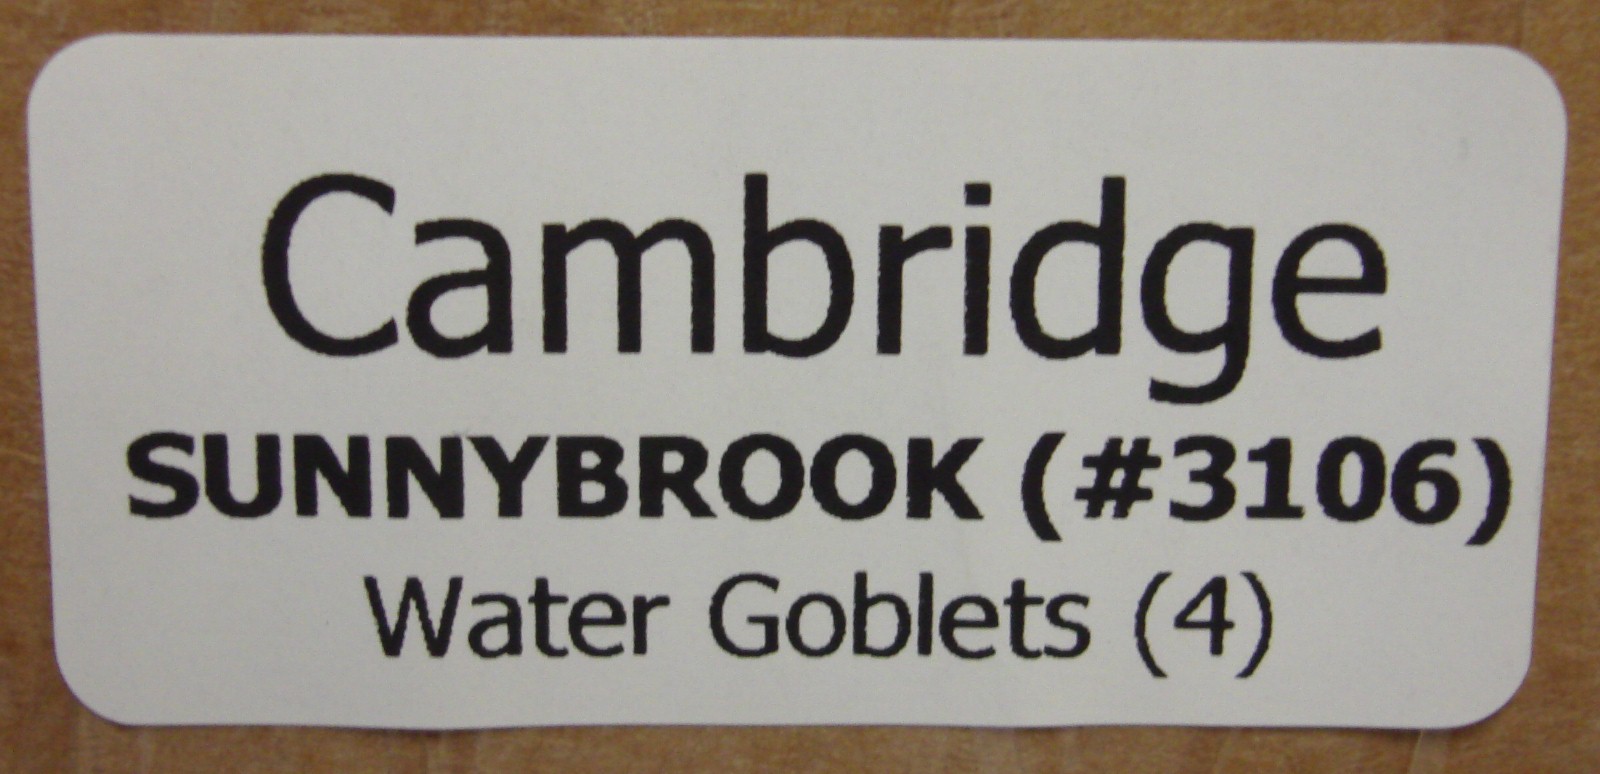 Cambridge
SUNNYBROOK (#3106)
Water Goblets (4)